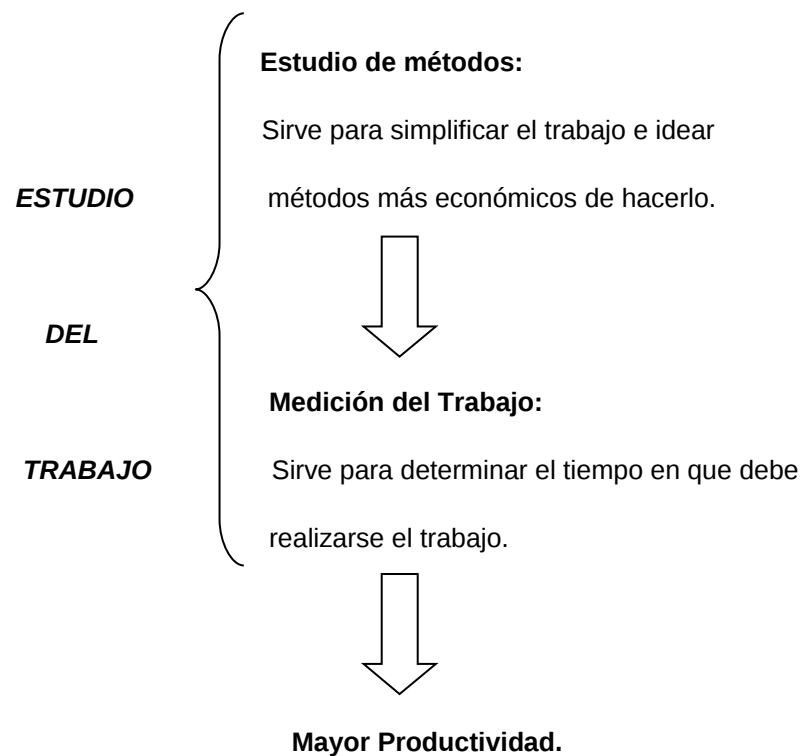 Estudio de métodos:
Sirve para simplificar el trabajo e idear
ESTUDIO
métodos más económicos de hacerlo.
DEL
Medición del Trabajo:
TRABAJO
Sirve para determinar el tiempo en que debe
realizarse el trabajo.
Mayor Productividad.